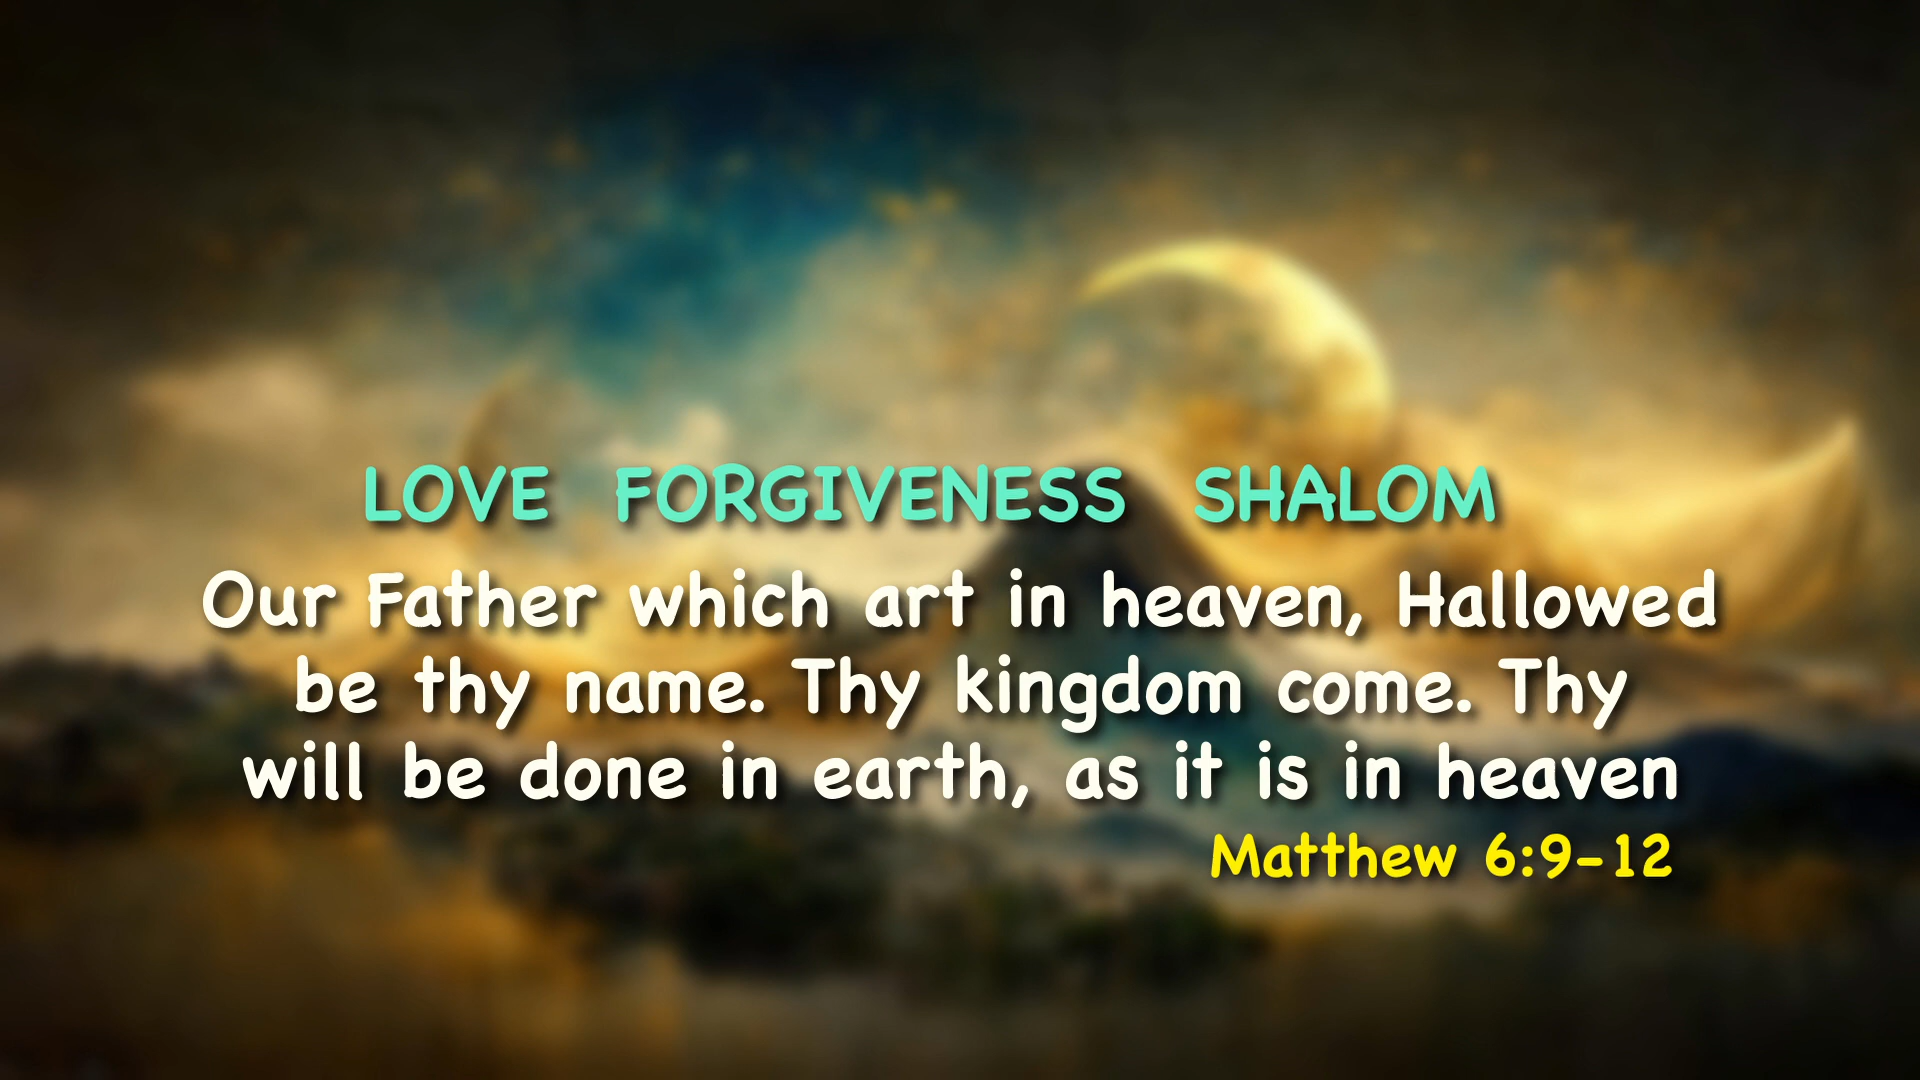 LOVE FORGIVENESS SHALOM
Our Father which art in heaven, Hallowed
be thy name. Thy kingdom come. Thy
will be done in earth, as it is in heaven
Matthew 6:9-12